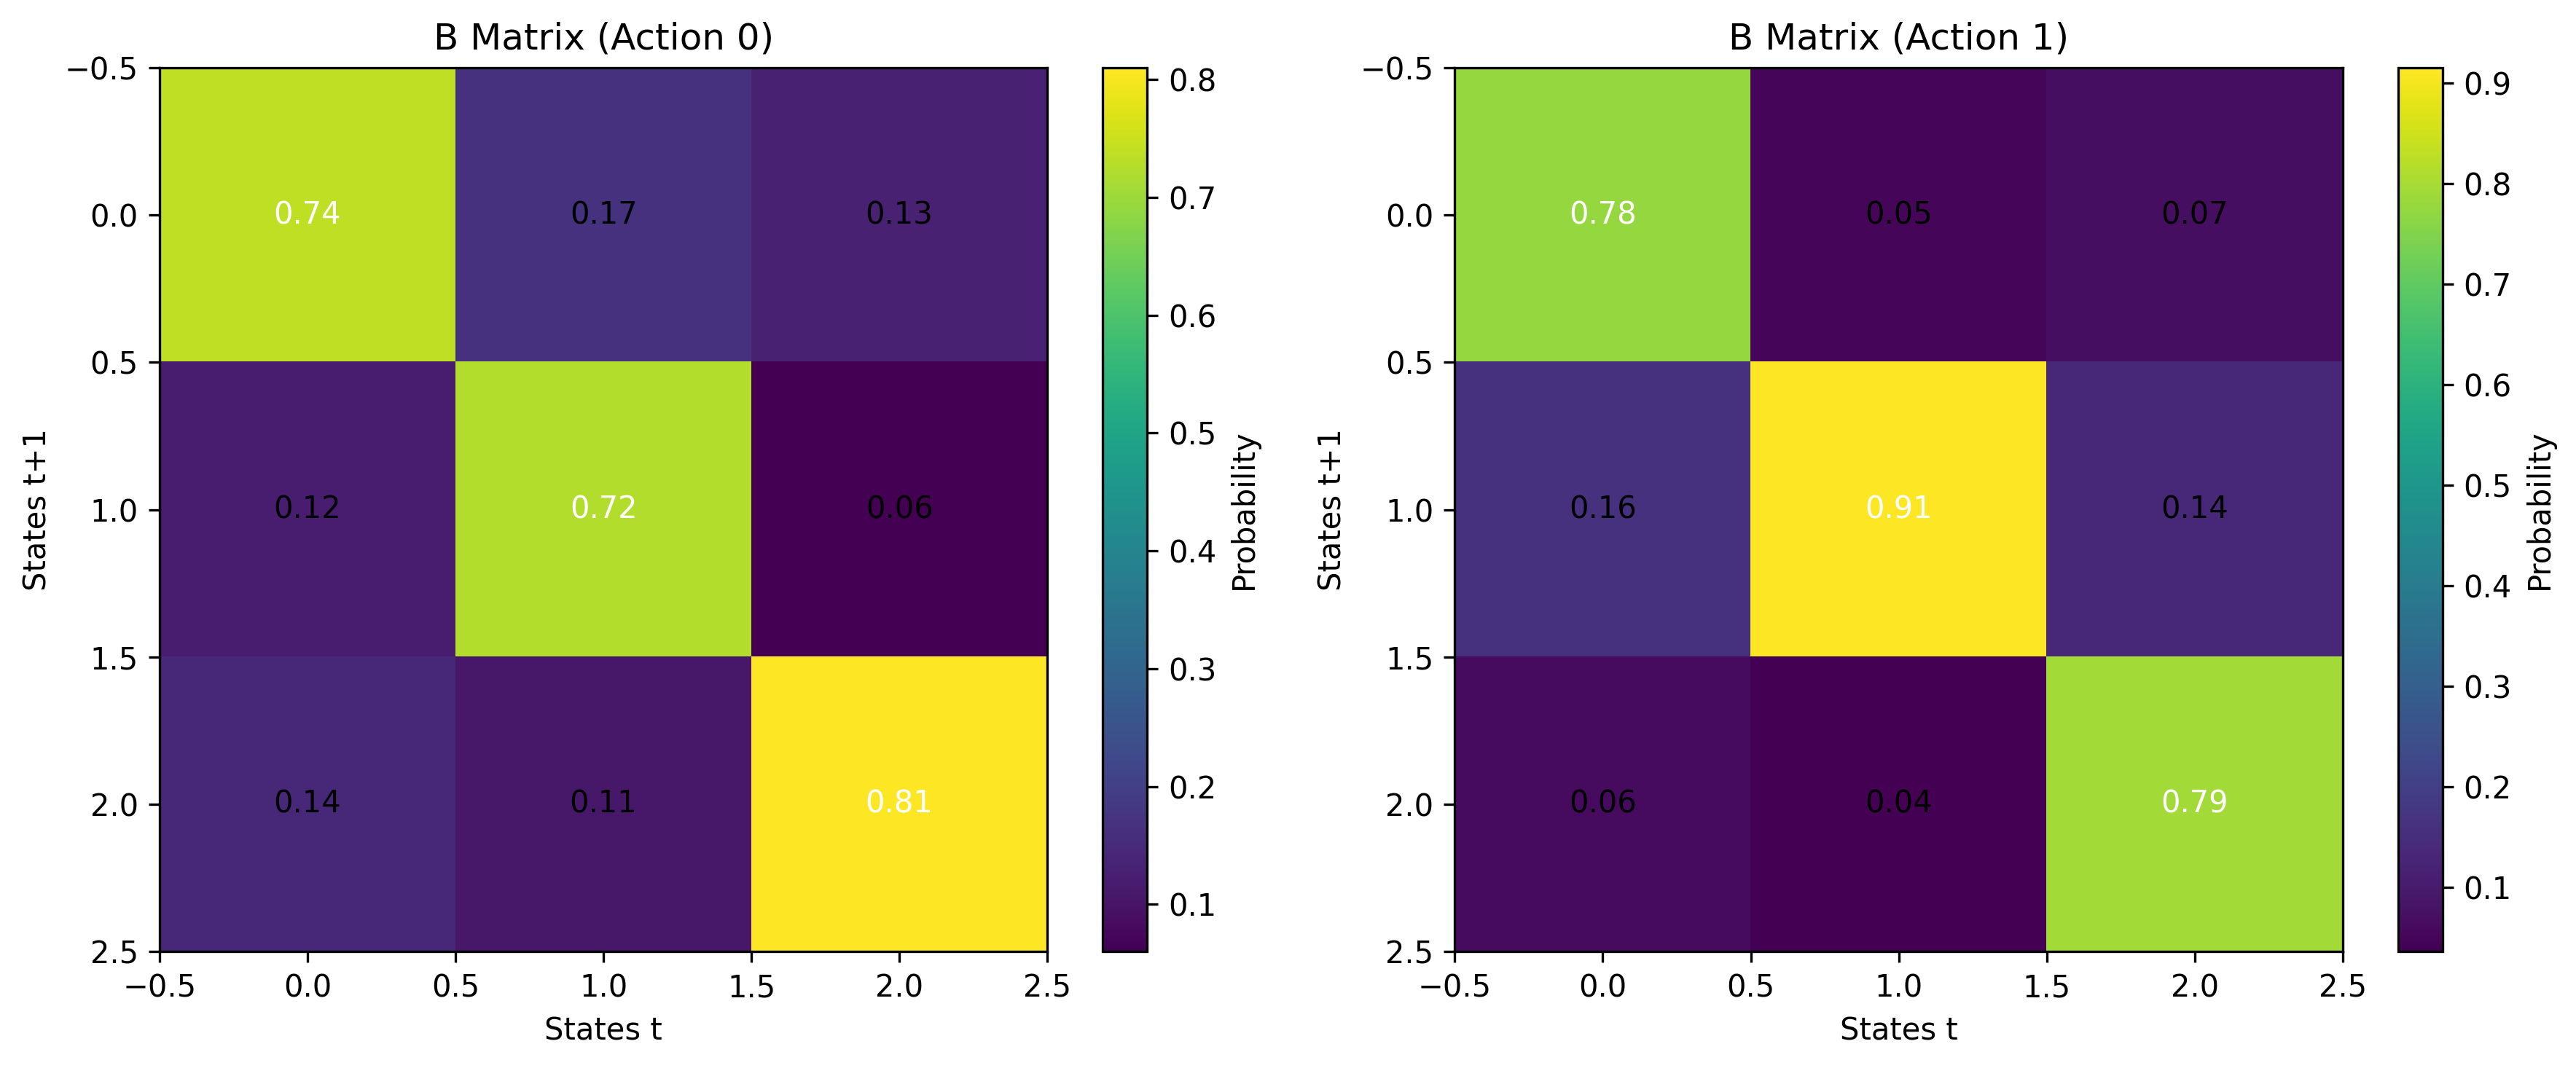 B Matrix (Action 0)
−0.5
0.0
0.5
1.0
1.5
2.0
2.5
States t+1
0.74 0.17 0.13
0.12 0.72 0.06
0.14 0.11 0.81
−0.5 0.0 0.5 1.0 1.5 2.0 2.5
States t
0.8
0.7
0.6
0.5
0.4
0.3
0.2
0.1
Probability
B Matrix (Action 1)
−0.5
0.0
0.5
1.0
1.5
2.0
2.5
States t+1
0.78 0.05 0.07
0.16 0.91 0.14
0.06 0.04 0.79
−0.5 0.0 0.5 1.0 1.5 2.0 2.5
States t
0.9
0.8
0.7
0.6
0.5
0.4
0.3
0.2
0.1
Probability